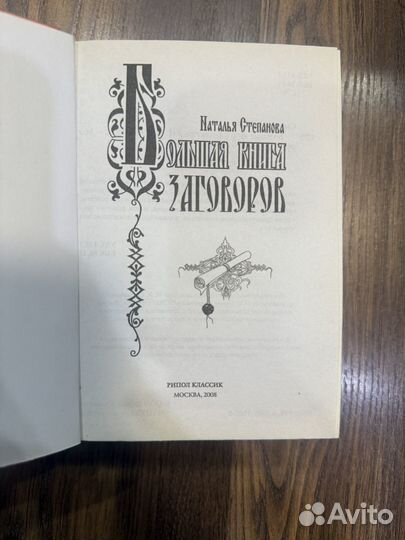 Наталья Степанова
Большая книга
заговоров
РИПОЛ КЛАССИК
МОСКВА, 2008
Avito